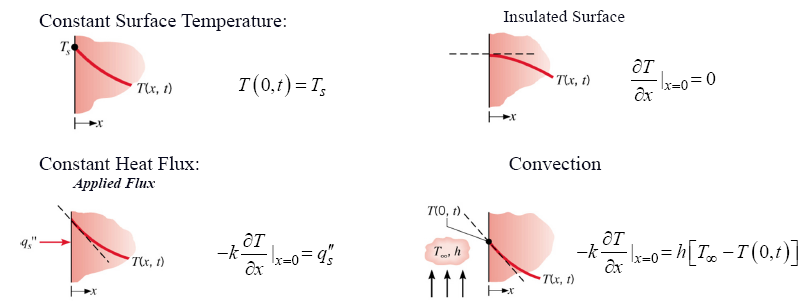 Constant Surface Temperature:
Tₛ
T(x, t)
x
T(0,t) = Tₛ
Insulated Surface
T(x, t)
x
∂T/∂x |ₓ₌₀ = 0
Constant Heat Flux:
Applied Flux
qₛ"
T(x, t)
x
−k ∂T/∂x |ₓ₌₀ = qₛ″
Convection
T(0, t)
T∞, h
T(x, t)
x
−k ∂T/∂x |ₓ₌₀ = h[T∞ − T(0,t)]